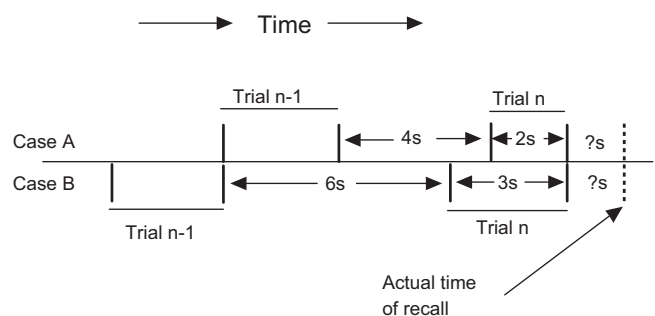 Time
Trial n-1
Trial n
Case A
4s
2s
?s
Case B
6s
3s
?s
Trial n-1
Trial n
Actual time
of recall